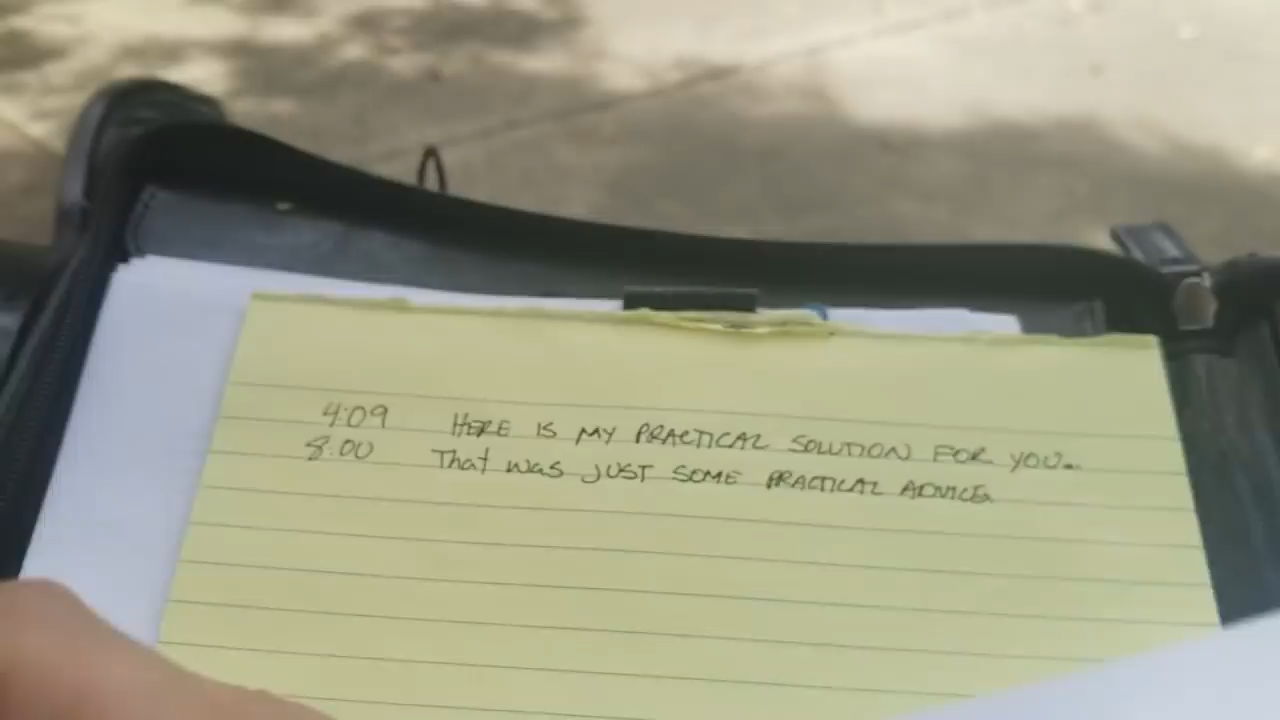 4:09 HERE IS MY PRACTICAL SOLUTION FOR YOU..
8:00 That was JUST SOME PRACTICAL ADVICE